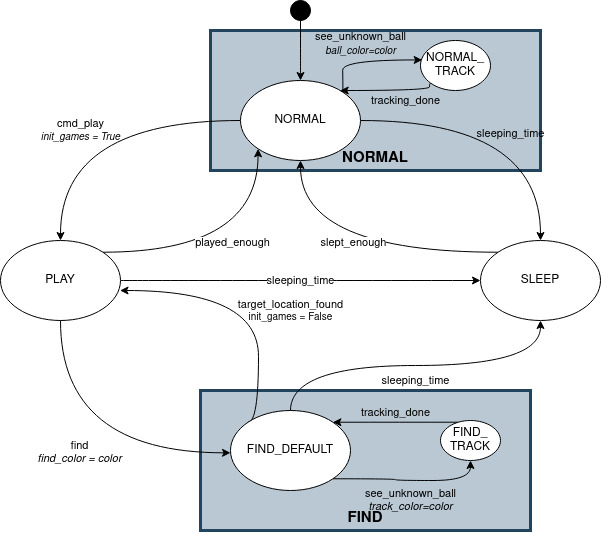 see_unknown_ball
ball_color=color
NORMAL_
TRACK
tracking_done
cmd_play
init_games = True
NORMAL
sleeping_time
NORMAL
played_enough
slept_enough
PLAY
sleeping_time
SLEEP
target_location_found
init_games = False
sleeping_time
tracking_done
find
find_color = color
FIND_DEFAULT
FIND_
TRACK
see_unknown_ball
track_color=color
FIND